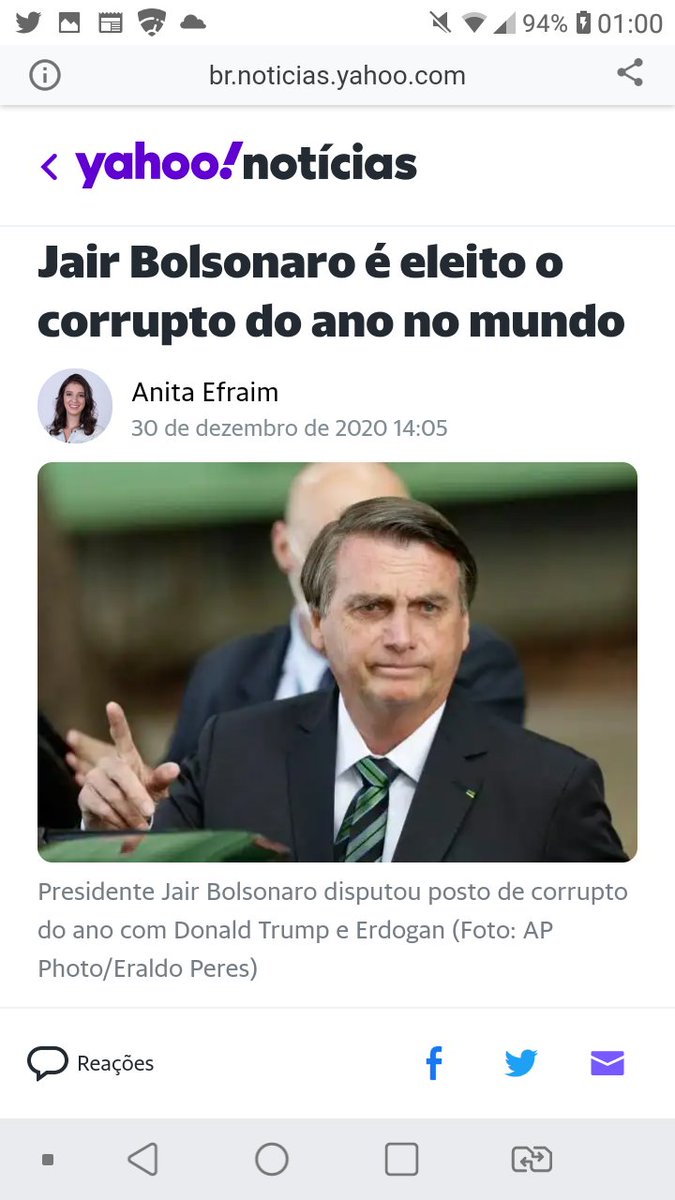 94% 01:00
br.noticias.yahoo.com
yahoo!notícias
Jair Bolsonaro é eleito o
corrupto do ano no mundo
Anita Efraim
30 de dezembro de 2020 14:05
Presidente Jair Bolsonaro disputou posto de corrupto
do ano com Donald Trump e Erdogan (Foto: AP
Photo/Eraldo Peres)
Reações